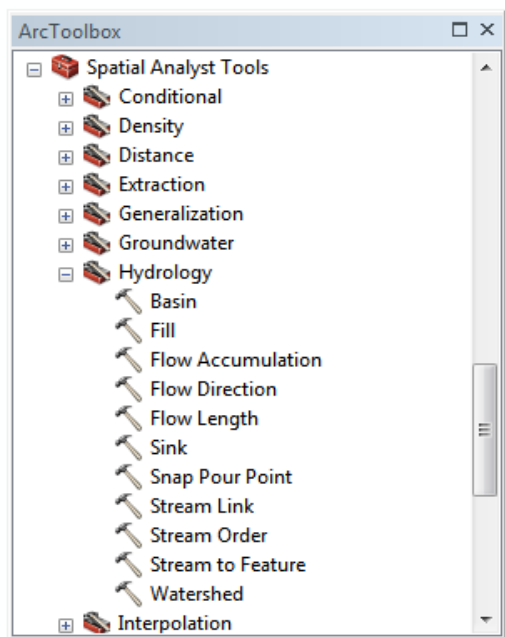 ArcToolbox
Spatial Analyst Tools
Conditional
Density
Distance
Extraction
Generalization
Groundwater
Hydrology
Basin
Fill
Flow Accumulation
Flow Direction
Flow Length
Sink
Snap Pour Point
Stream Link
Stream Order
Stream to Feature
Watershed
Interpolation